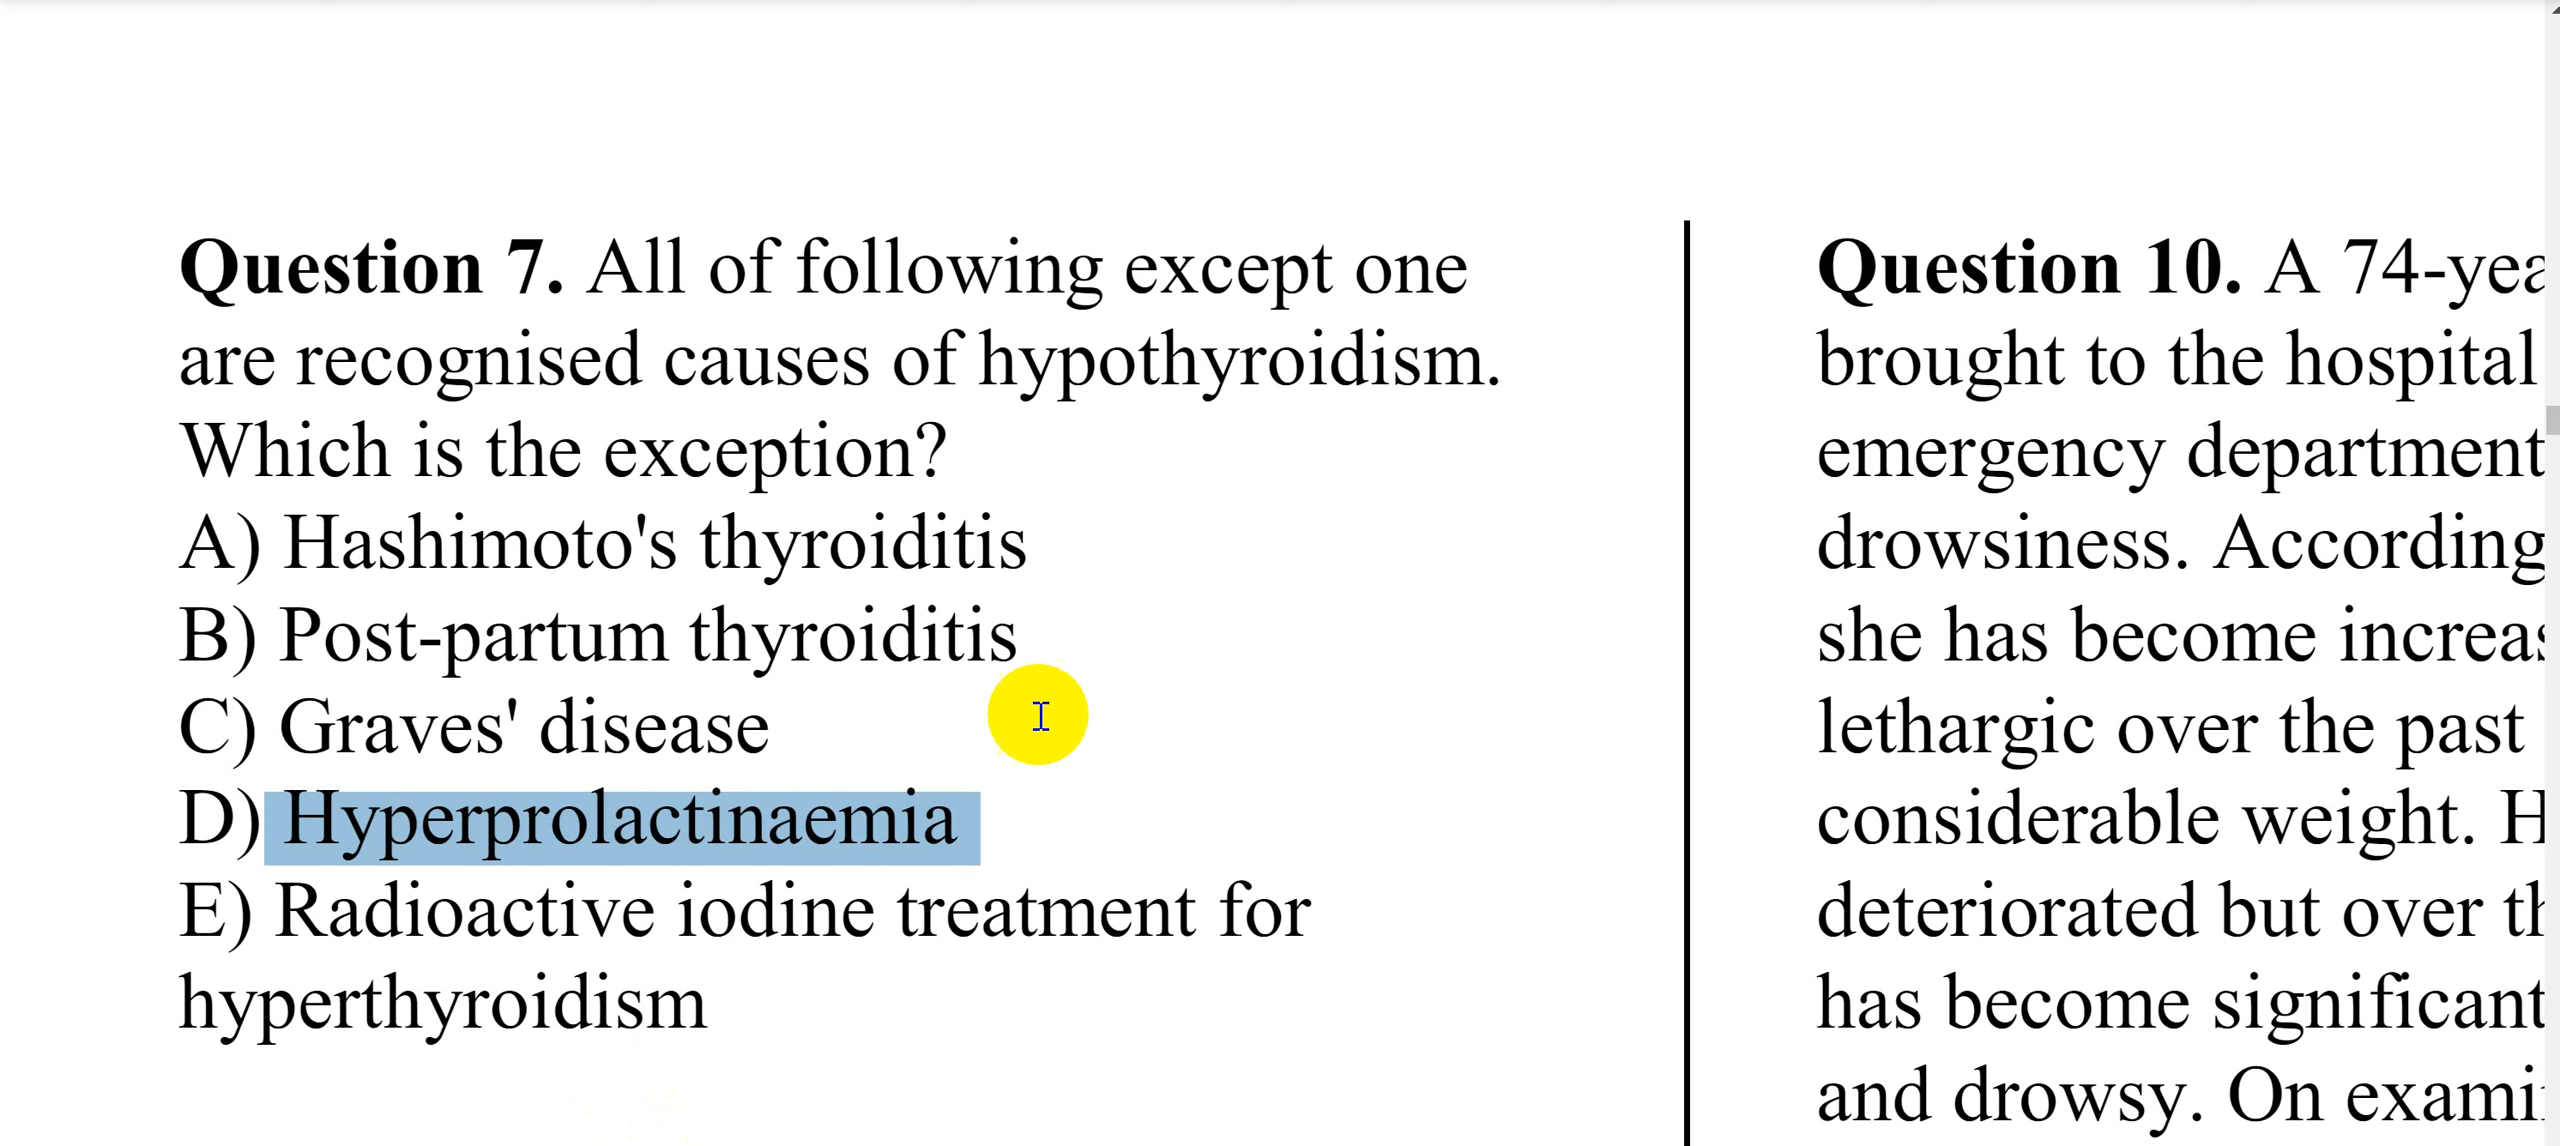 Question 7. All of following except one
are recognised causes of hypothyroidism.
Which is the exception?
A) Hashimoto's thyroiditis
B) Post-partum thyroiditis
C) Graves' disease
D) Hyperprolactinaemia
E) Radioactive iodine treatment for
hyperthyroidism
Question 10. A 74-yea
brought to the hospital
emergency department
drowsiness. According
she has become increas
lethargic over the past
considerable weight. H
deteriorated but over th
has become significant
and drowsy. On exami